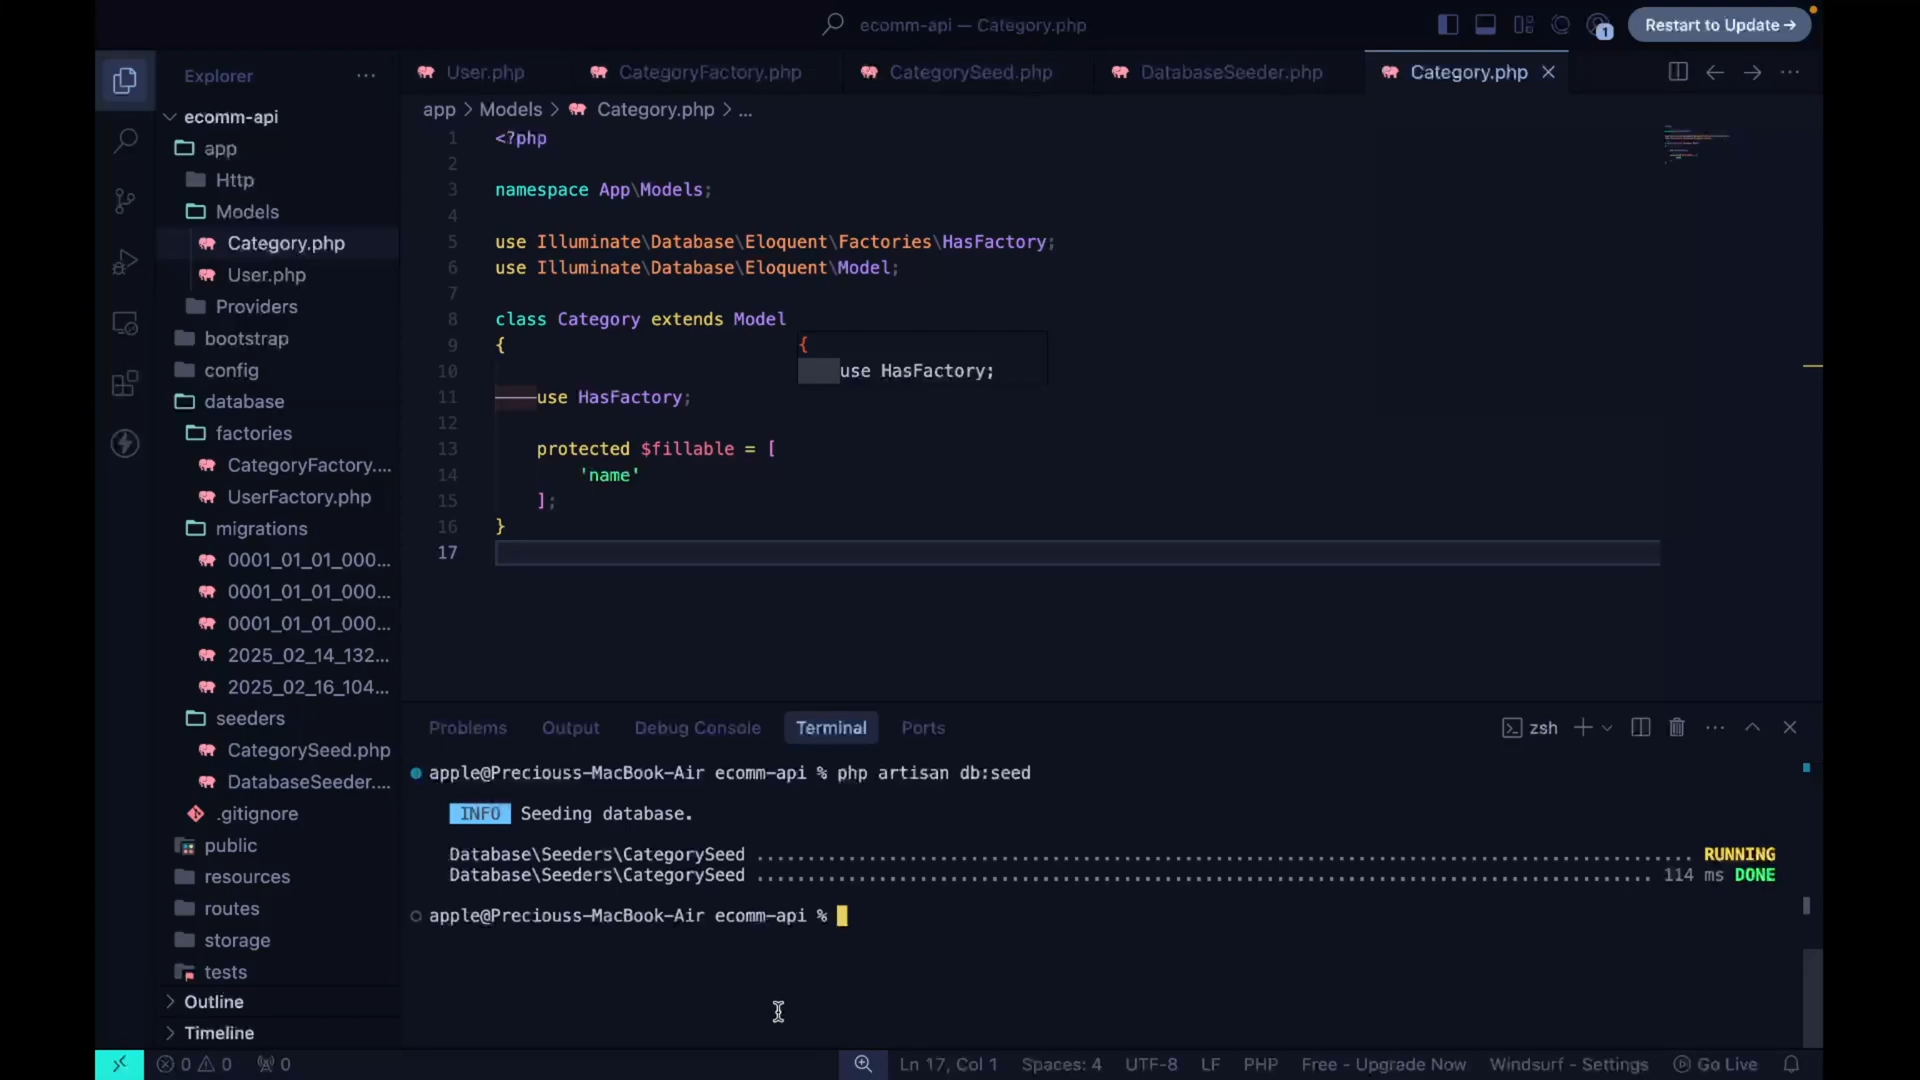 ecomm-api — Category.php
1
Restart to Update →
Explorer
User.php
CategoryFactory.php
CategorySeed.php
DatabaseSeeder.php
Category.php
app > Models > Category.php > ...
ecomm-api
app
Http
Models
Category.php
User.php
Providers
bootstrap
config
database
factories
CategoryFactory....
UserFactory.php
migrations
0001_01_01_000...
0001_01_01_000...
0001_01_01_000...
2025_02_14_132...
2025_02_16_104...
seeders
CategorySeed.php
DatabaseSeeder....
.gitignore
public
resources
routes
storage
tests
Outline
Timeline
1 <?php
2
3 namespace App\Models;
4
5 use Illuminate\Database\Eloquent\Factories\HasFactory;
6 use Illuminate\Database\Eloquent\Model;
7
8 class Category extends Model
9 {
10
11 use HasFactory;
12
13 protected $fillable = [
14 'name'
15 ];
16 }
17
{
use HasFactory;
Problems
Output
Debug Console
Terminal
Ports
zsh
apple@Preciouss-MacBook-Air ecomm-api % php artisan db:seed
INFO Seeding database.
Database\Seeders\CategorySeed ........................................ RUNNING
Database\Seeders\CategorySeed ........................................ 114 ms DONE
apple@Preciouss-MacBook-Air ecomm-api %
0 0 0
Ln 17, Col 1
Spaces: 4
UTF-8
LF
PHP
Free - Upgrade Now
Windsurf - Settings
Go Live